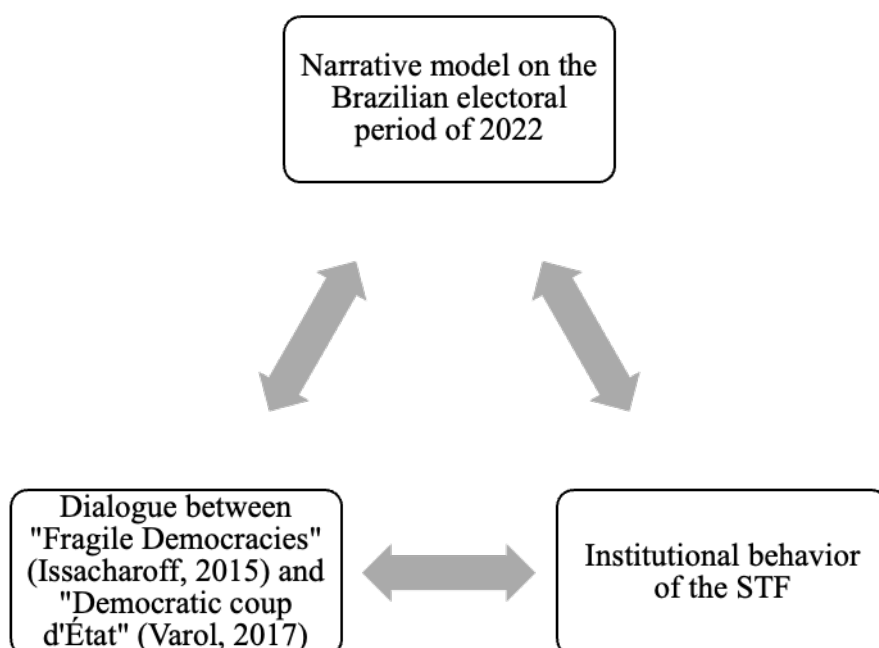 Narrative model on the
Brazilian electoral
period of 2022
Dialogue between
"Fragile Democracies"
(Issacharoff, 2015) and
"Democratic coup
d'État" (Varol, 2017)
Institutional behavior
of the STF